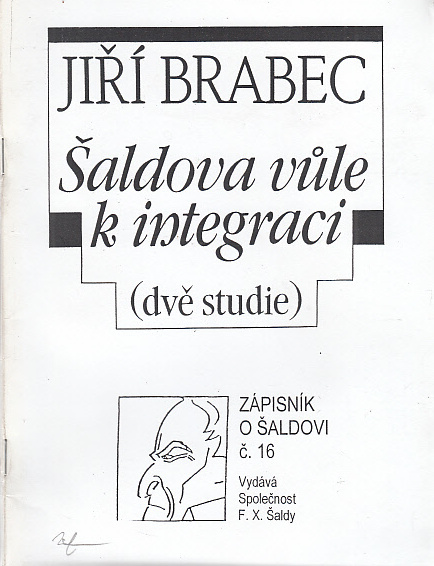 JIŘÍ BRABEC
Šaldova vůle
k integraci
(dvě studie)
ZÁPISNÍK
O ŠALDOVI
č. 16
Vydává
Společnost
F. X. Šaldy